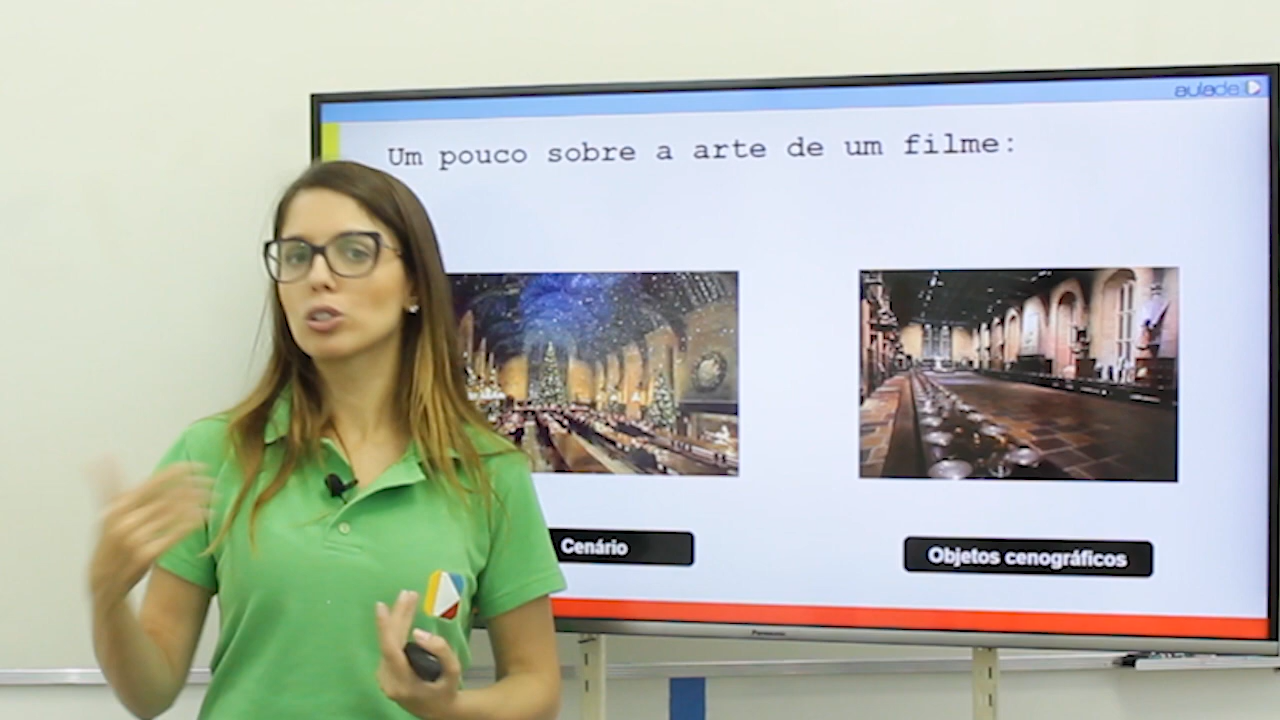 aulade
Um pouco sobre a arte de um filme:
Cenário
Objetos cenográficos
Panasonic